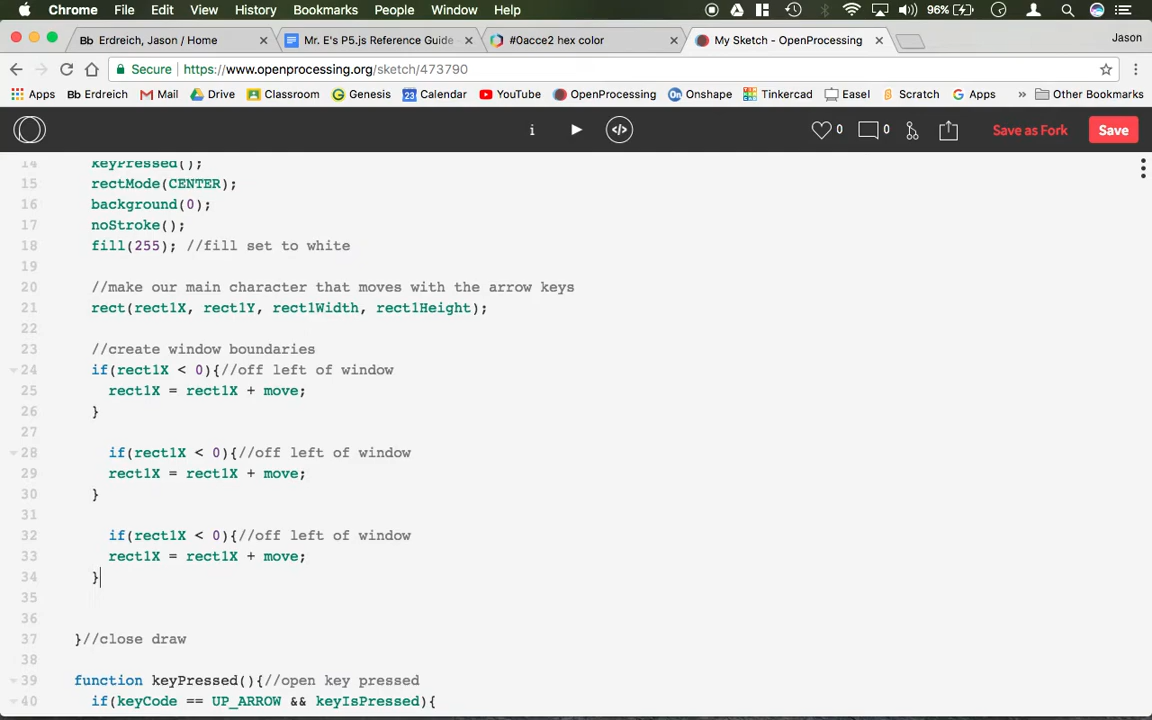 Chrome File Edit View History Bookmarks People Window Help 96%
Bb Erdreich, Jason / Home Mr. E's P5.js Reference Guide - #0acce2 hex color My Sketch - OpenProcessing Jason
Secure https://www.openprocessing.org/sketch/473790
Apps Bb Erdreich Mail Drive Classroom Genesis 23 Calendar YouTube OpenProcessing On Onshape Tinkercad Easel Scratch Apps » Other Bookmarks
i </> 0 0 Save as Fork Save
14 keyPressed();
15 rectMode(CENTER);
16 background(0);
17 noStroke();
18 fill(255); //fill set to white
19
20 //make our main character that moves with the arrow keys
21 rect(rect1X, rect1Y, rect1Width, rect1Height);
22
23 //create window boundaries
24 if(rect1X < 0){//off left of window
25 rect1X = rect1X + move;
26 }
27
28 if(rect1X < 0){//off left of window
29 rect1X = rect1X + move;
30 }
31
32 if(rect1X < 0){//off left of window
33 rect1X = rect1X + move;
34 }
35
36
37 }//close draw
38
39 function keyPressed(){//open key pressed
40 if(keyCode == UP_ARROW && keyIsPressed){